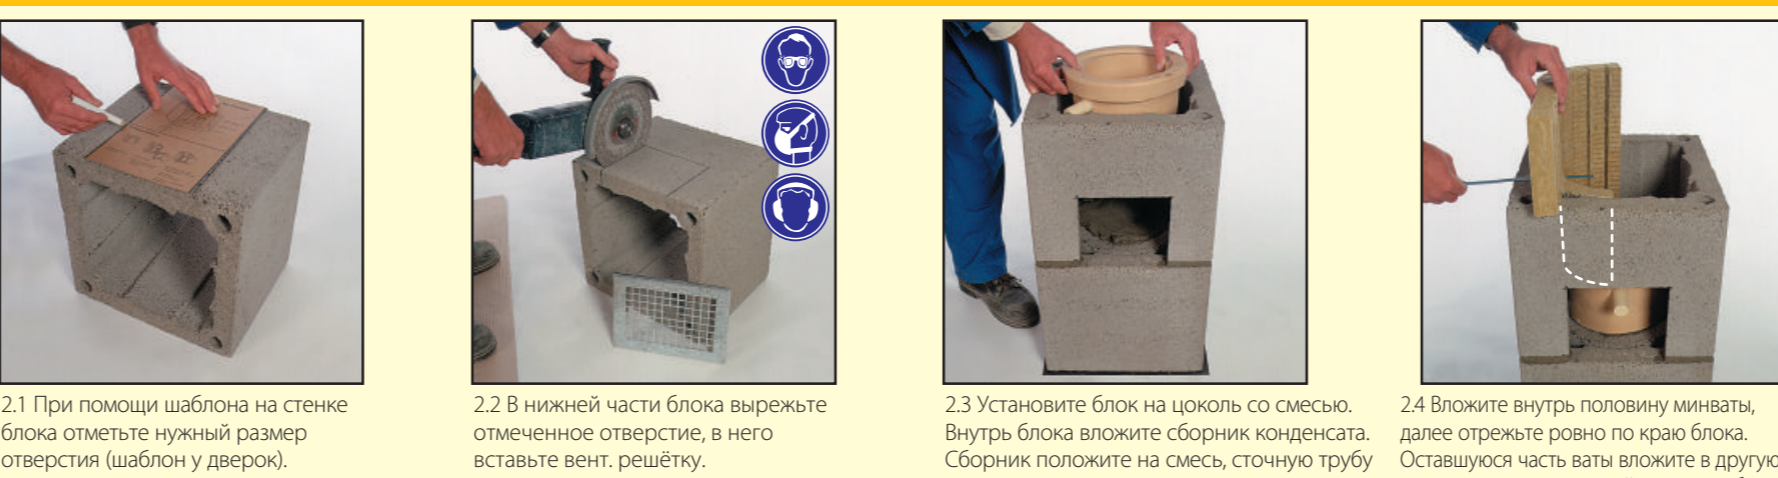 2.1 При помощи шаблона на стенке
блока отметьте нужный размер
отверстия (шаблон у дверок).
2.2 В нижней части блока вырежьте
отмеченное отверстие, в него
вставьте вент. решётку.
2.3 Установите блок на цоколь со смесью.
Внутрь блока вложите сборник конденсата.
Сборник положите на смесь, сточную трубу
2.4 Вложите внутрь половину минваты,
далее отрежьте ровно по краю блока.
Оставшуюся часть ваты вложите в другую